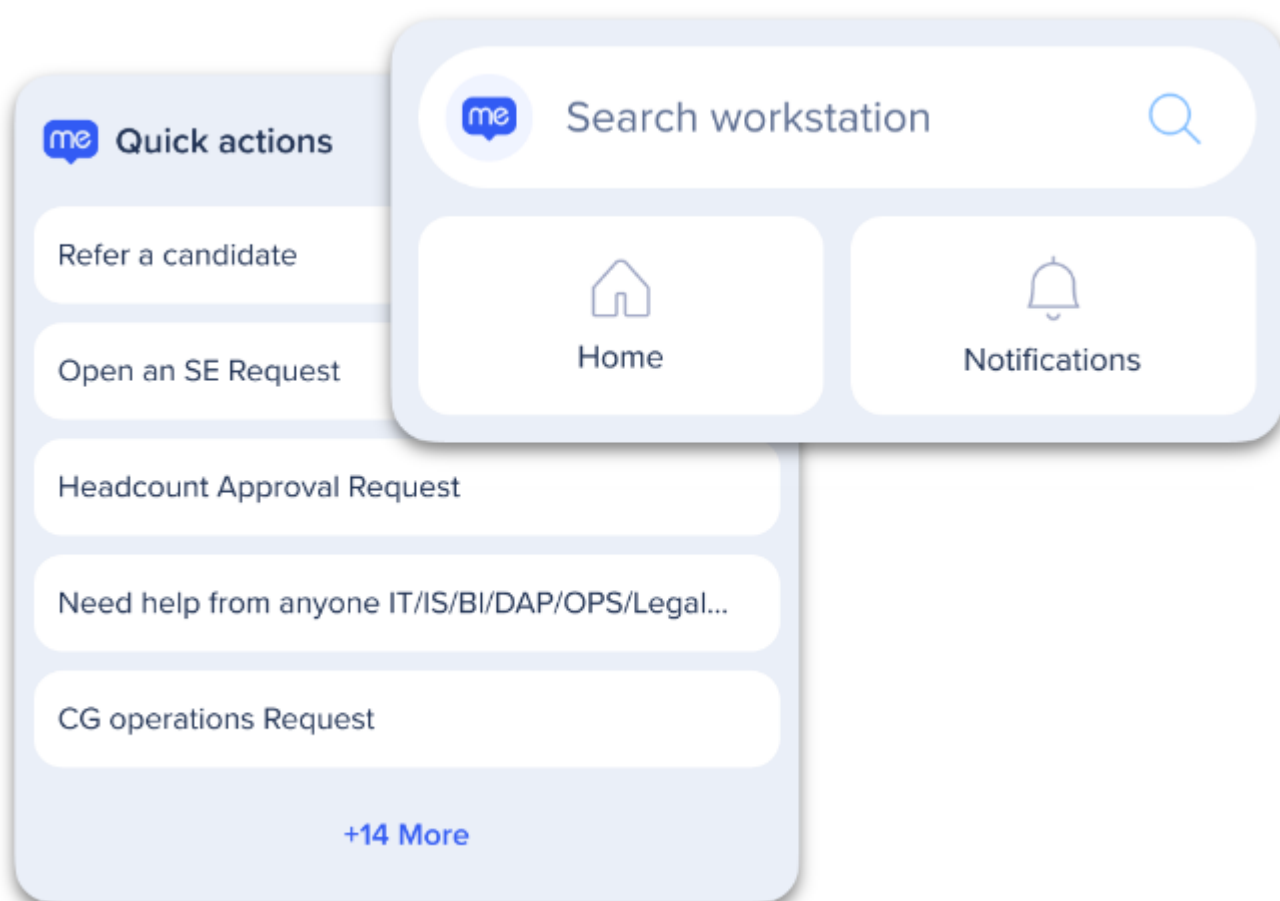 me Search workstation
Home
Notifications
me Quick actions
Refer a candidate
Open an SE Request
Headcount Approval Request
Need help from anyone IT/IS/BI/DAP/OPS/Legal...
CG operations Request
+14 More